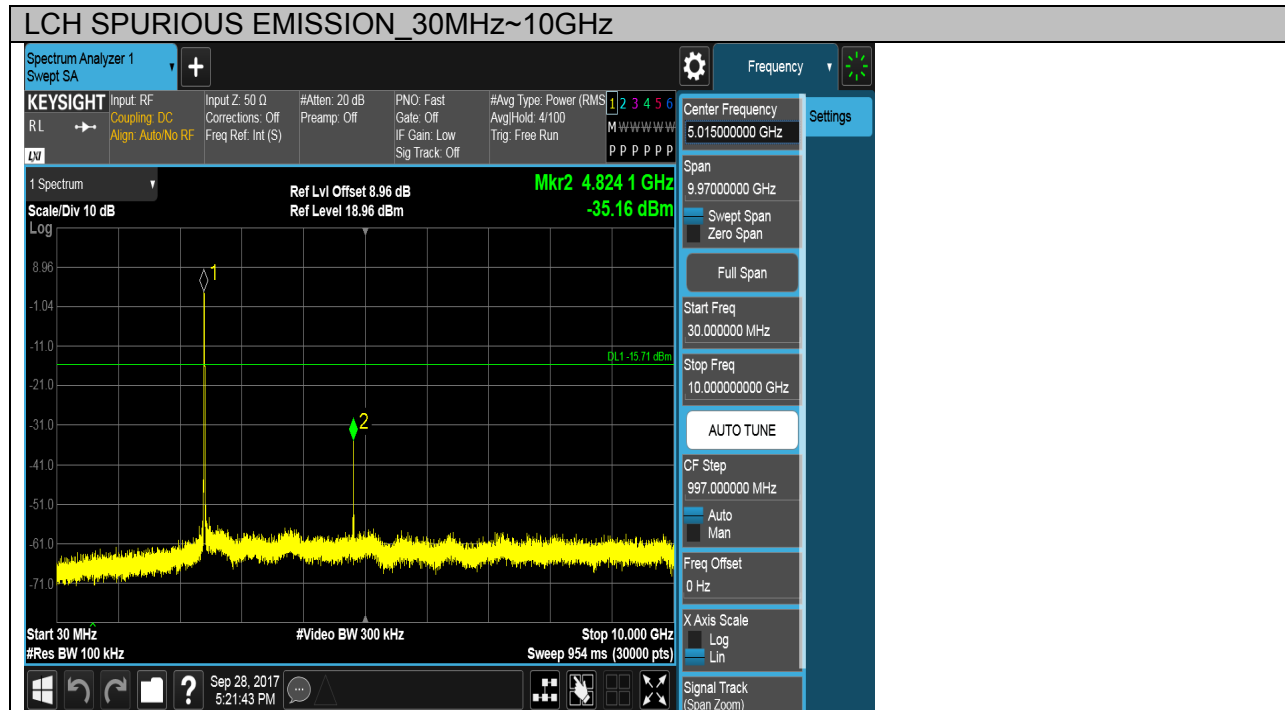 LCH SPURIOUS EMISSION_30MHz~10GHz
Spectrum Analyzer 1
Swept SA
+
Frequency
KEYSIGHT
RL
LXI
Input: RF
Coupling: DC
Align: Auto/No RF
Input Z: 50 Ω
Corrections: Off
Freq Ref: Int (S)
#Atten: 20 dB
Preamp: Off
PNO: Fast
Gate: Off
IF Gain: Low
Sig Track: Off
#Avg Type: Power (RMS
Avg|Hold: 4/100
Trig: Free Run
1 2 3 4 5 6
M W W W W W
P P P P P P
1 Spectrum
Scale/Div 10 dB
Log
Ref Lvl Offset 8.96 dB
Ref Level 18.96 dBm
Mkr2 4.824 1 GHz
-35.16 dBm
8.96
-1.04
-11.0
-21.0
-31.0
-41.0
-51.0
-61.0
-71.0
1
2
DL1 -15.71 dBm
Start 30 MHz
#Res BW 100 kHz
#Video BW 300 kHz
Stop 10.000 GHz
Sweep 954 ms (30000 pts)
?
Sep 28, 2017
5:21:43 PM
Center Frequency
5.015000000 GHz
Span
9.97000000 GHz
Swept Span
Zero Span
Full Span
Start Freq
30.000000 MHz
Stop Freq
10.000000000 GHz
AUTO TUNE
CF Step
997.000000 MHz
Auto
Man
Freq Offset
0 Hz
X Axis Scale
Log
Lin
Signal Track
(Span Zoom)
Settings